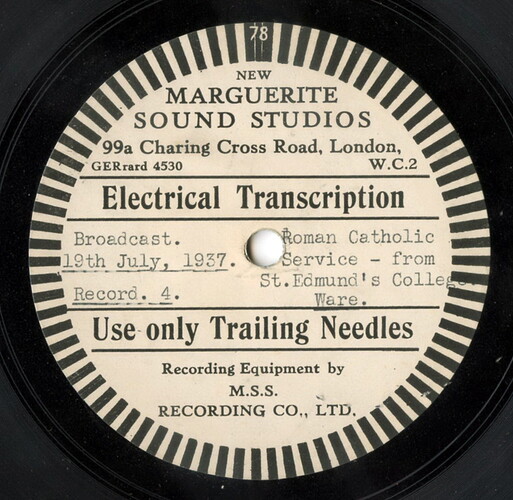 78
NEW
MARGUERITE
SOUND STUDIOS
99a Charing Cross Road, London,
GERrard 4530 W.C.2
Electrical Transcription
Broadcast. Roman Catholic
19th July, 1937. Service - from
St.Edmund's College
Record. 4. Ware.
Use only Trailing Needles
Recording Equipment by
M.S.S.
RECORDING CO., LTD.